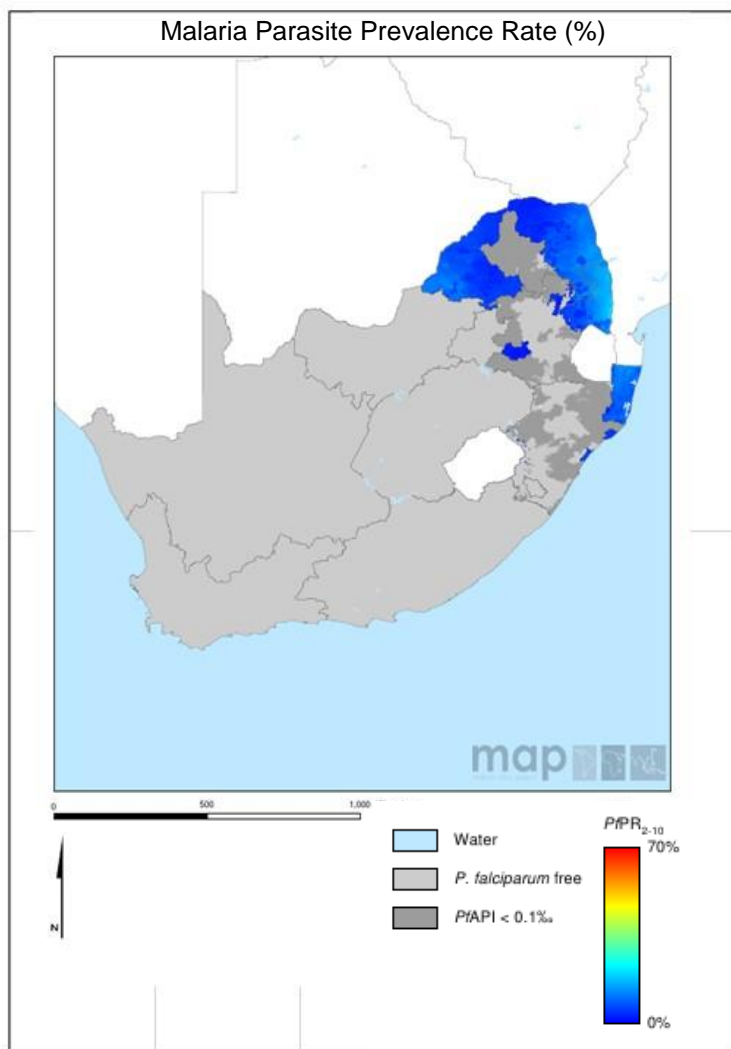 Malaria Parasite Prevalence Rate (%)
map
0 500 1,000
Water
P. falciparum free
PfAPI < 0.1‰
PfPR2-10
70%
0%
N